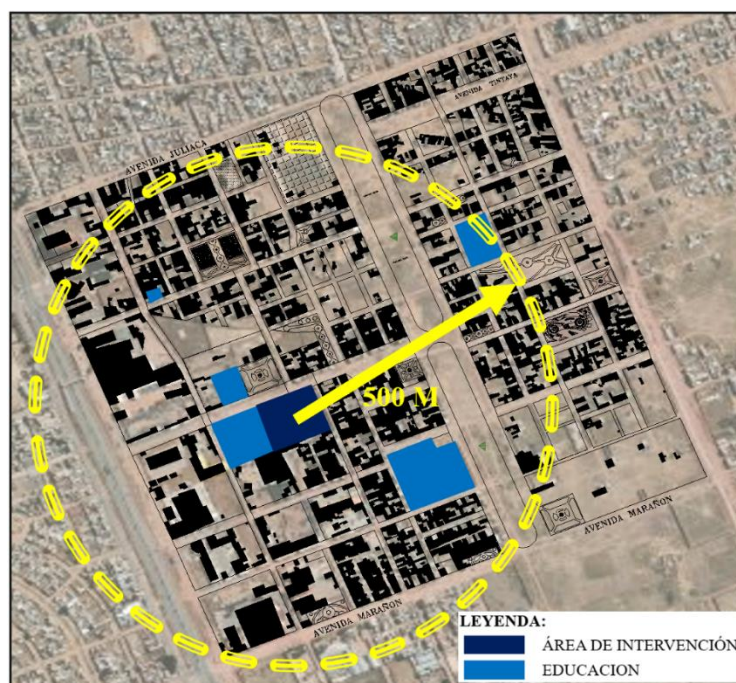 AVENIDA TINTAYA
AVENIDA JULIACA
500 M
AVENIDA MARAÑON
AVENIDA MARAÑON
LEYENDA:
ÁREA DE INTERVENCIÓN
EDUCACION